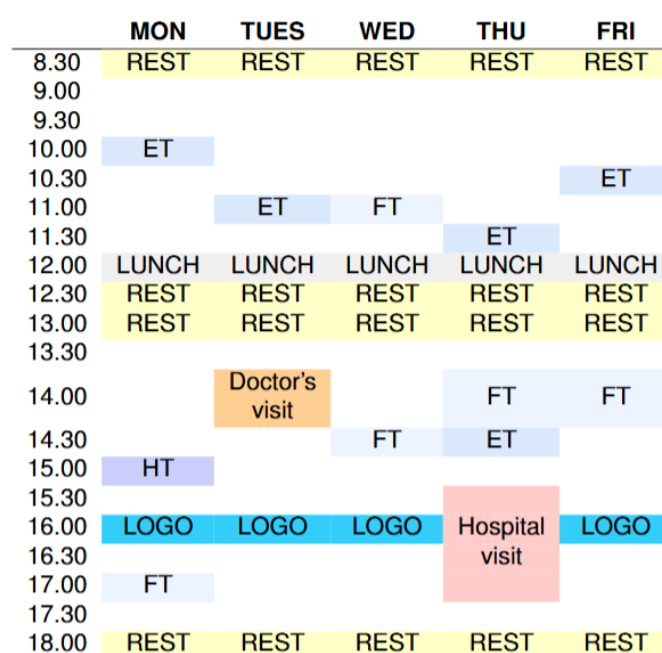 MON TUES WED THU FRI
8.30 REST REST REST REST REST
9.00
9.30
10.00 ET
10.30 ET
11.00 ET FT
11.30 ET
12.00 LUNCH LUNCH LUNCH LUNCH LUNCH
12.30 REST REST REST REST REST
13.00 REST REST REST REST REST
13.30
Doctor's
14.00 visit FT FT
14.30 FT ET
15.00 HT
15.30
16.00 LOGO LOGO LOGO Hospital LOGO
16.30 visit
17.00 FT
17.30
18.00 REST REST REST REST REST